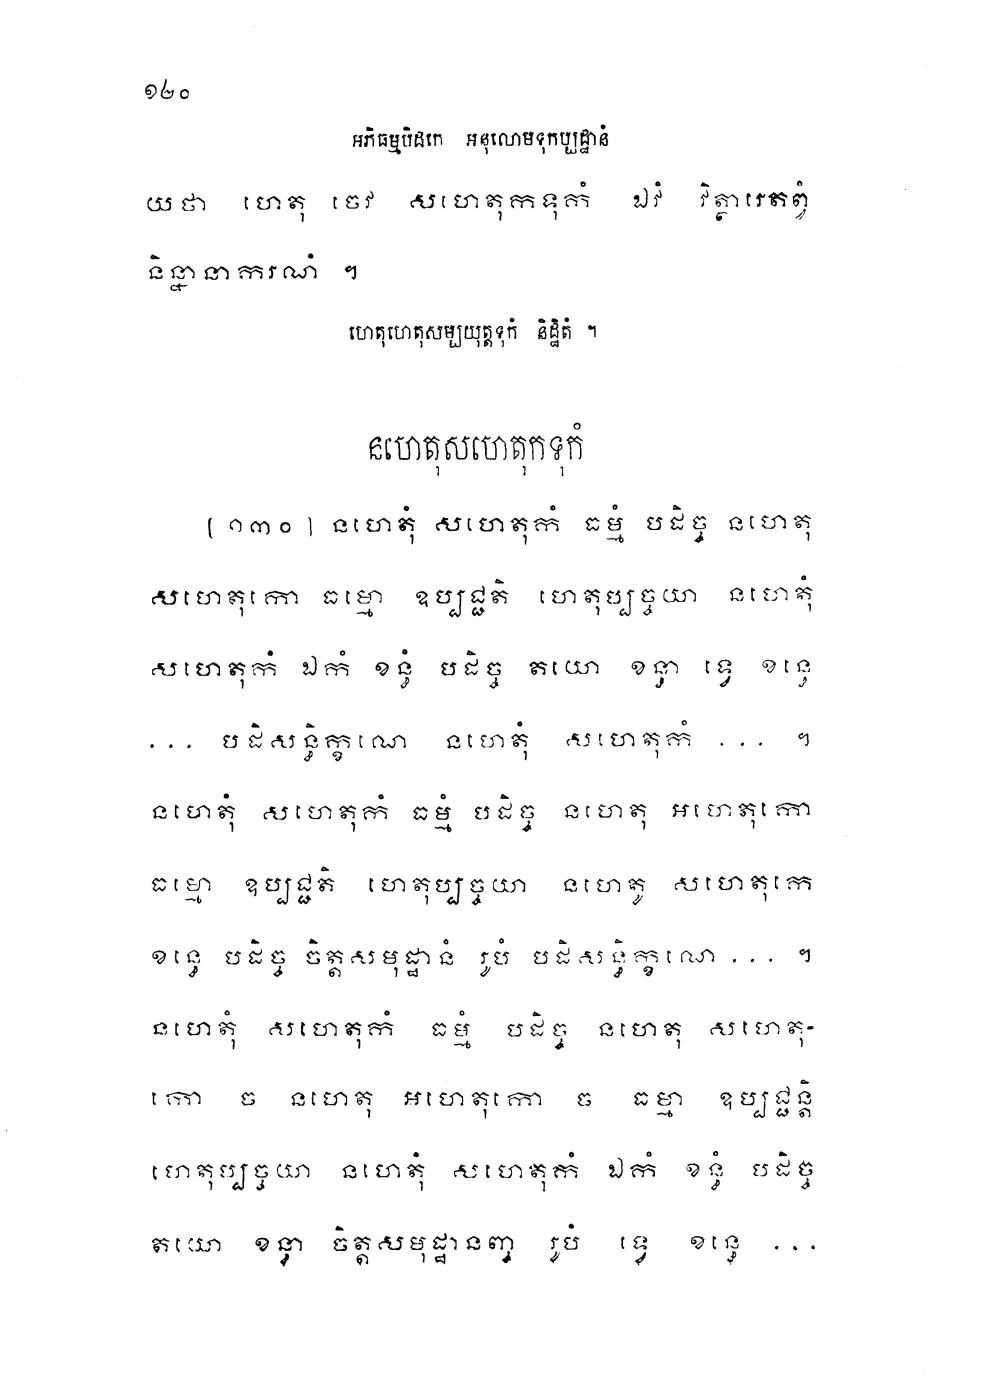 ១២០
អភិធម្មបិដកេ អនុលោមទុកប្បដ្ឋានំ
យថា ហេតុ ចេវ សហេតុកទុកំ ឯវំ វិត្ថារេតព្វំ
និន្នានាករណំ ។
ហេតុហេតុសម្បយុត្តទុកំ និដ្ឋិតំ ។
នហេតុសហេតុកទុកំ
(១៣០) នហេតុំ សហេតុកំ ធម្មំ បដិច្ច នហេតុ
សហេតុកោ ធម្មោ ឧប្បជ្ជតិ ហេតុប្បច្ចយា នហេតុំ
សហេតុកំ ឯកំ ខន្ធំ បដិច្ច តយោ ខន្ធា ទ្វេ ខន្ធេ
... បដិសន្ធិក្ខណេ នហេតុំ សហេតុកំ ... ។
នហេតុំ សហេតុកំ ធម្មំ បដិច្ច នហេតុ អហេតុកោ
ធម្មោ ឧប្បជ្ជតិ ហេតុប្បច្ចយា នហេតូ សហេតុកេ
ខន្ធេ បដិច្ច ចិត្តសមុដ្ឋានំ រូបំ បដិសន្ធិក្ខណេ ... ។
នហេតុំ សហេតុកំ ធម្មំ បដិច្ច នហេតុ សហេតុ-
កោ ច នហេតុ អហេតុកោ ច ធម្មា ឧប្បជ្ជន្តិ
ហេតុប្បច្ចយា នហេតុំ សហេតុកំ ឯកំ ខន្ធំ បដិច្ច
តយោ ខន្ធា ចិត្តសមុដ្ឋានញ្ច រូបំ ទ្វេ ខន្ធេ ...